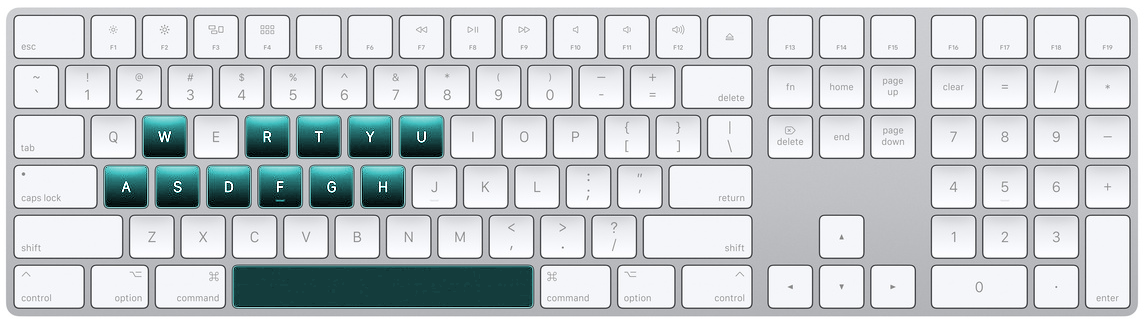 esc F1 F2 F3 F4 F5 F6 F7 F8 F9 F10 F11 F12 F13 F14 F15 F16 F17 F18 F19
~ ! @ # $ % ^ & * ( ) — +
` 1 2 3 4 5 6 7 8 9 0 - = delete fn home page up clear = / *
tab Q W E R T Y U I O P { [ } ] | \ delete end page down 7 8 9 −
caps lock A S D F G H J K L : ; " ' return 4 5 6 +
shift Z X C V B N M < , > . ? / shift ▲ 1 2 3
control option ⌘ command ⌘ command option control ◄ ▼ ► 0 . enter